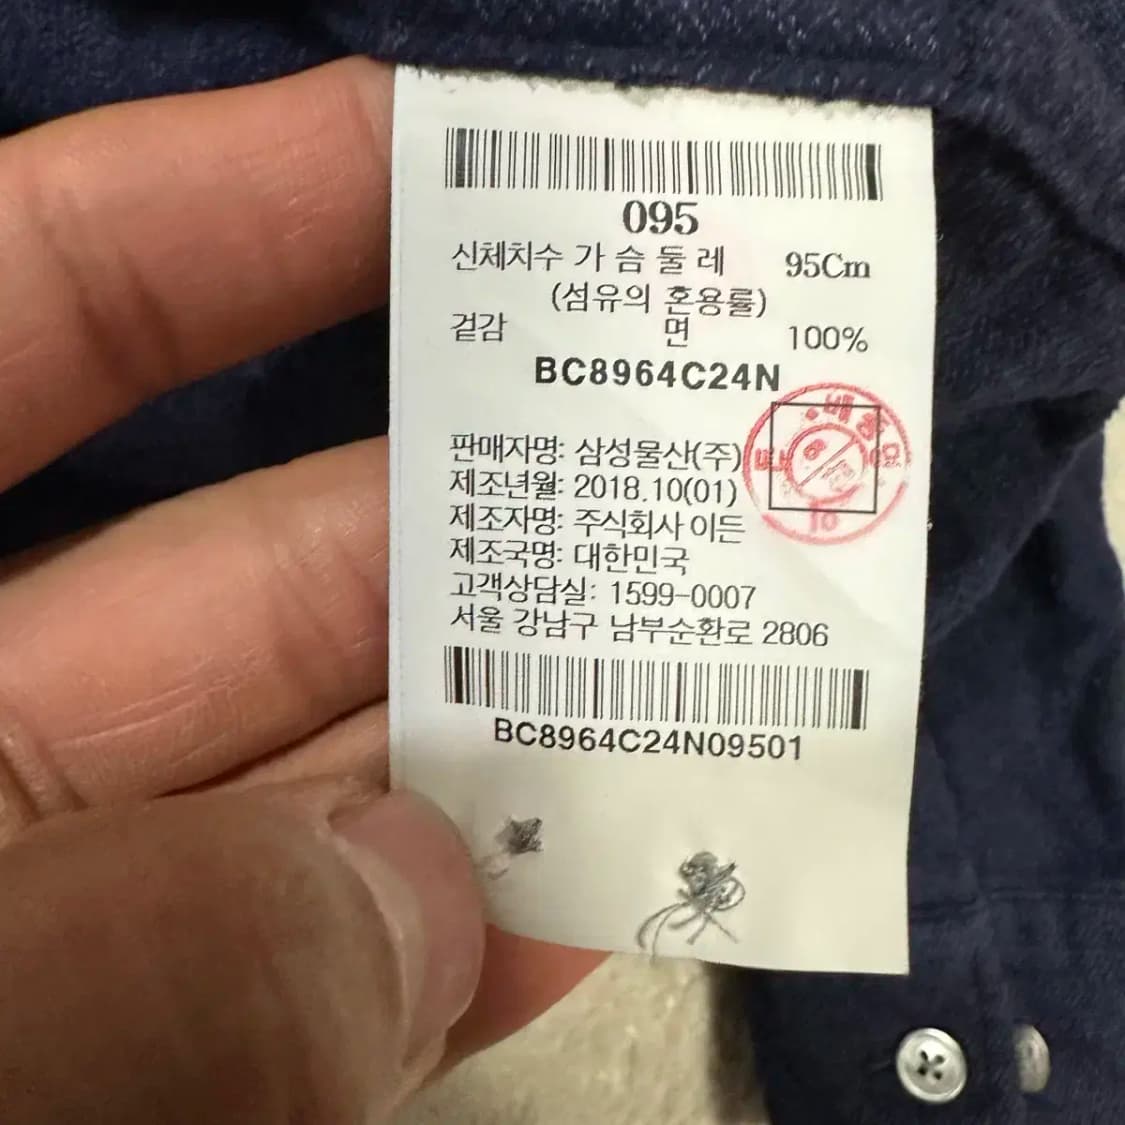 095
신체치수 가 슴 둘 레 95Cm
(섬유의 혼용률)
겉감 면 100%
BC8964C24N
판매자명: 삼성물산(주)
제조년월: 2018.10(01)
제조자명: 주식회사 이든
제조국명: 대한민국
고객상담실: 1599-0007
서울 강남구 남부순환로 2806
BC8964C24N09501